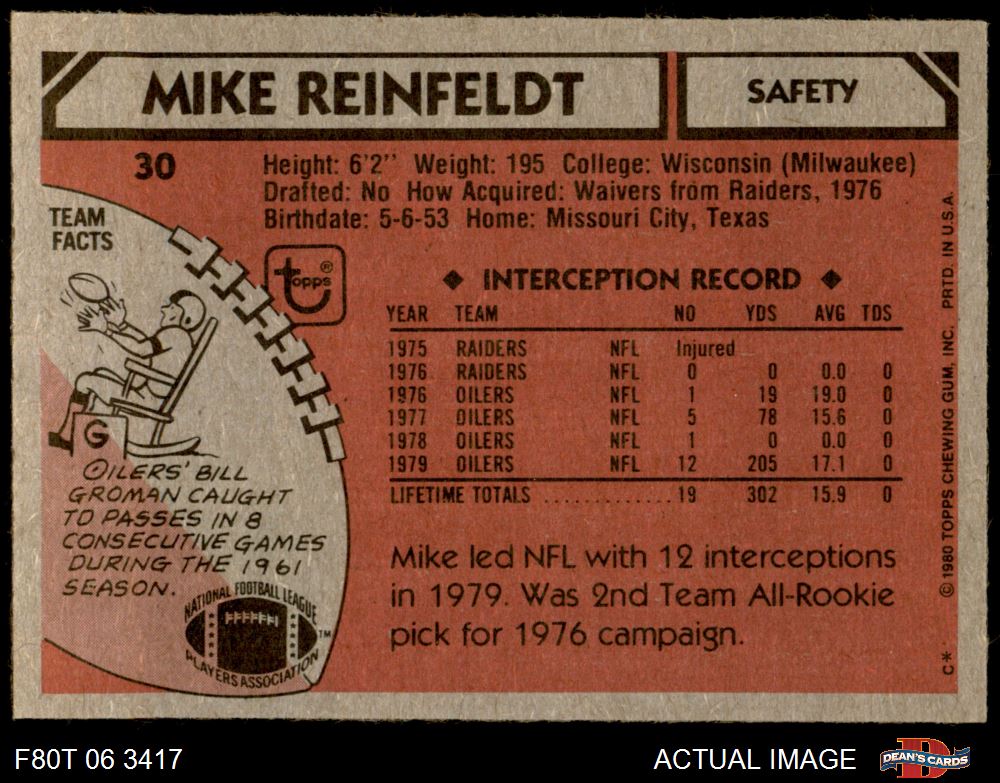 MIKE REINFELDT
SAFETY
30
Height: 6'2" Weight: 195 College: Wisconsin (Milwaukee)
Drafted: No How Acquired: Waivers from Raiders, 1976
Birthdate: 5-6-53 Home: Missouri City, Texas
TEAM
FACTS
topps®
◆ INTERCEPTION RECORD ◆
YEAR TEAM NO YDS AVG TDS
1975 RAIDERS NFL Injured
1976 RAIDERS NFL 0 0 0.0 0
1976 OILERS NFL 1 19 19.0 0
1977 OILERS NFL 5 78 15.6 0
1978 OILERS NFL 1 0 0.0 0
1979 OILERS NFL 12 205 17.1 0
LIFETIME TOTALS ............ 19 302 15.9 0
G
OILERS' BILL
GROMAN CAUGHT
TD PASSES IN 8
CONSECUTIVE GAMES
DURING THE 1961
SEASON.
NATIONAL FOOTBALL LEAGUE
PLAYERS ASSOCIATION
TM
Mike led NFL with 12 interceptions
in 1979. Was 2nd Team All-Rookie
pick for 1976 campaign.
C* © 1980 TOPPS CHEWING GUM, INC. PRTD. IN U.S.A.
F80T 06 3417
ACTUAL IMAGE
DEAN'S CARDS